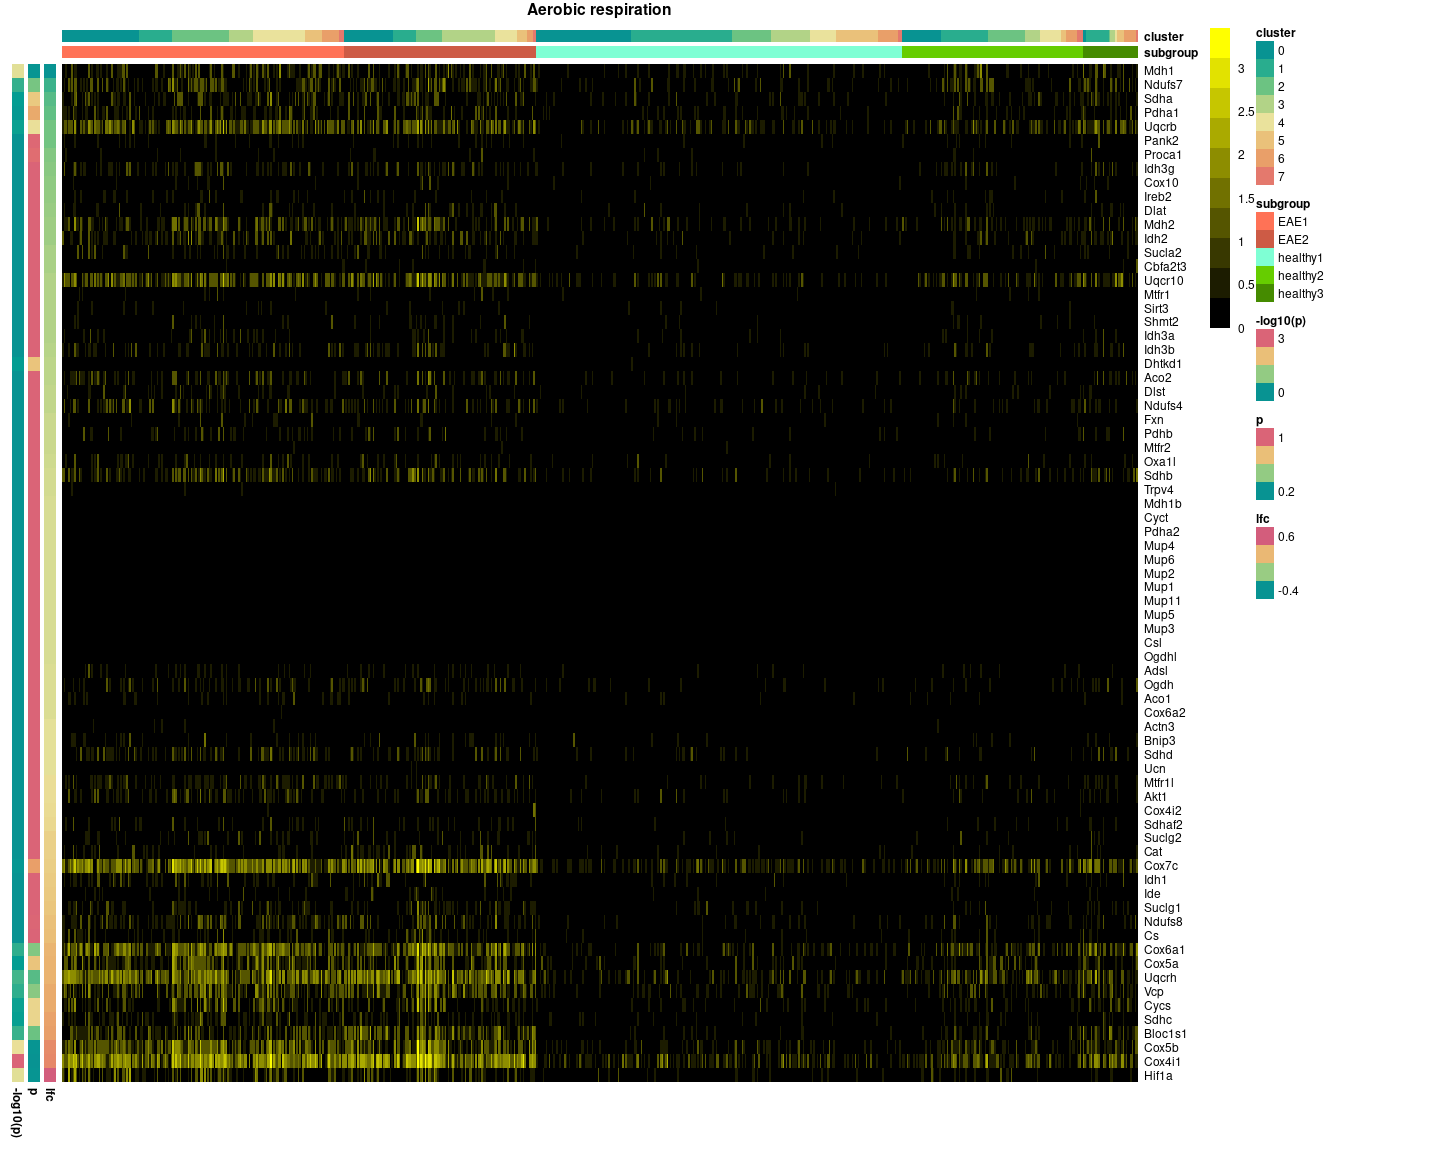 Aerobic respiration
cluster
subgroup
Mdh1
Ndufs7
Sdha
Pdha1
Uqcrb
Pank2
Proca1
Idh3g
Cox10
Ireb2
Dlat
Mdh2
Idh2
Sucla2
Cbfa2t3
Uqcr10
Mtfr1
Sirt3
Shmt2
Idh3a
Idh3b
Dhtkd1
Aco2
Dlst
Ndufs4
Fxn
Pdhb
Mtfr2
Oxa1l
Sdhb
Trpv4
Mdh1b
Cyct
Pdha2
Mup4
Mup6
Mup2
Mup1
Mup11
Mup5
Mup3
Csl
Ogdhl
Adsl
Ogdh
Aco1
Cox6a2
Actn3
Bnip3
Sdhd
Ucn
Mtfr1l
Akt1
Cox4i2
Sdhaf2
Suclg2
Cat
Cox7c
Idh1
Ide
Suclg1
Ndufs8
Cs
Cox6a1
Cox5a
Uqcrh
Vcp
Cycs
Sdhc
Bloc1s1
Cox5b
Cox4i1
Hif1a
-log10(p)
p
lfc
3
2.5
2
1.5
1
0.5
0
cluster
0
1
2
3
4
5
6
7
subgroup
EAE1
EAE2
healthy1
healthy2
healthy3
-log10(p)
3
0
p
1
0.2
lfc
0.6
-0.4